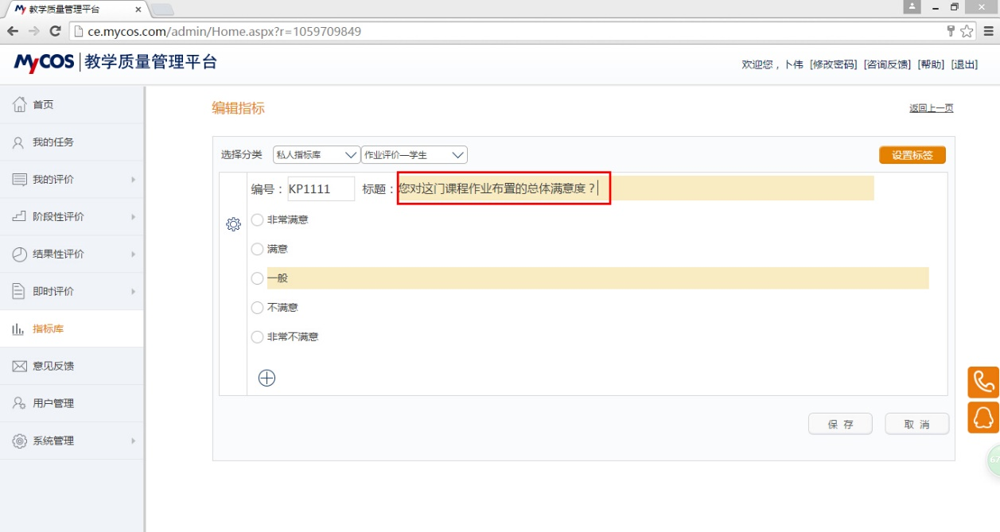 My 教学质量管理平台 ×
ce.mycos.com/admin/Home.aspx?r=1059709849
MyCOS 教学质量管理平台
欢迎您，卜伟 [修改密码] [咨询反馈] [帮助] [退出]
首页
我的任务
我的评价
阶段性评价
结果性评价
即时评价
指标库
意见反馈
用户管理
系统管理
编辑指标
返回上一页
选择分类 私人指标库 作业评价—学生 设置标签
编号： KP1111 标题： 您对这门课程作业布置的总体满意度？
非常满意
满意
一般
不满意
非常不满意
保 存 取 消
67